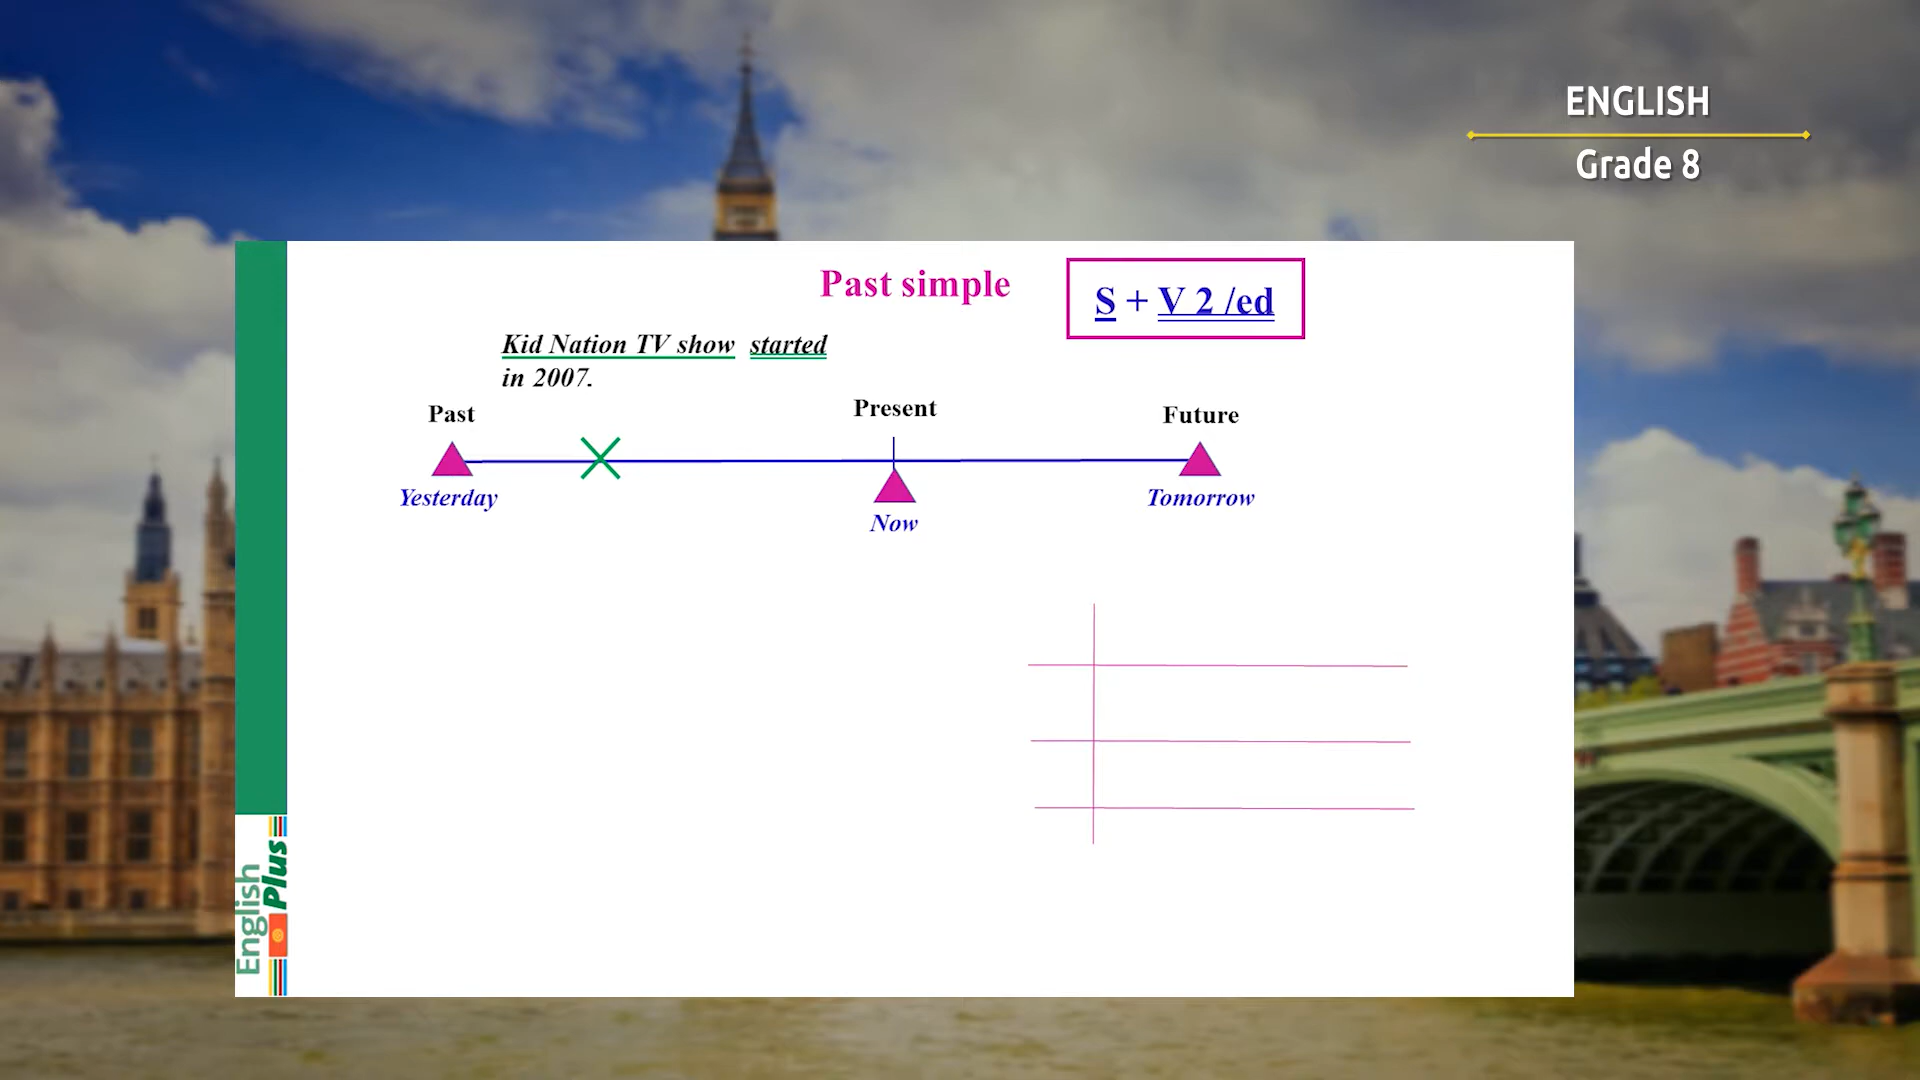 ENGLISH
Grade 8
Past simple
S + V 2 /ed
Kid Nation TV show started
in 2007.
Past
Present
Future
Yesterday
Now
Tomorrow
English
Plus